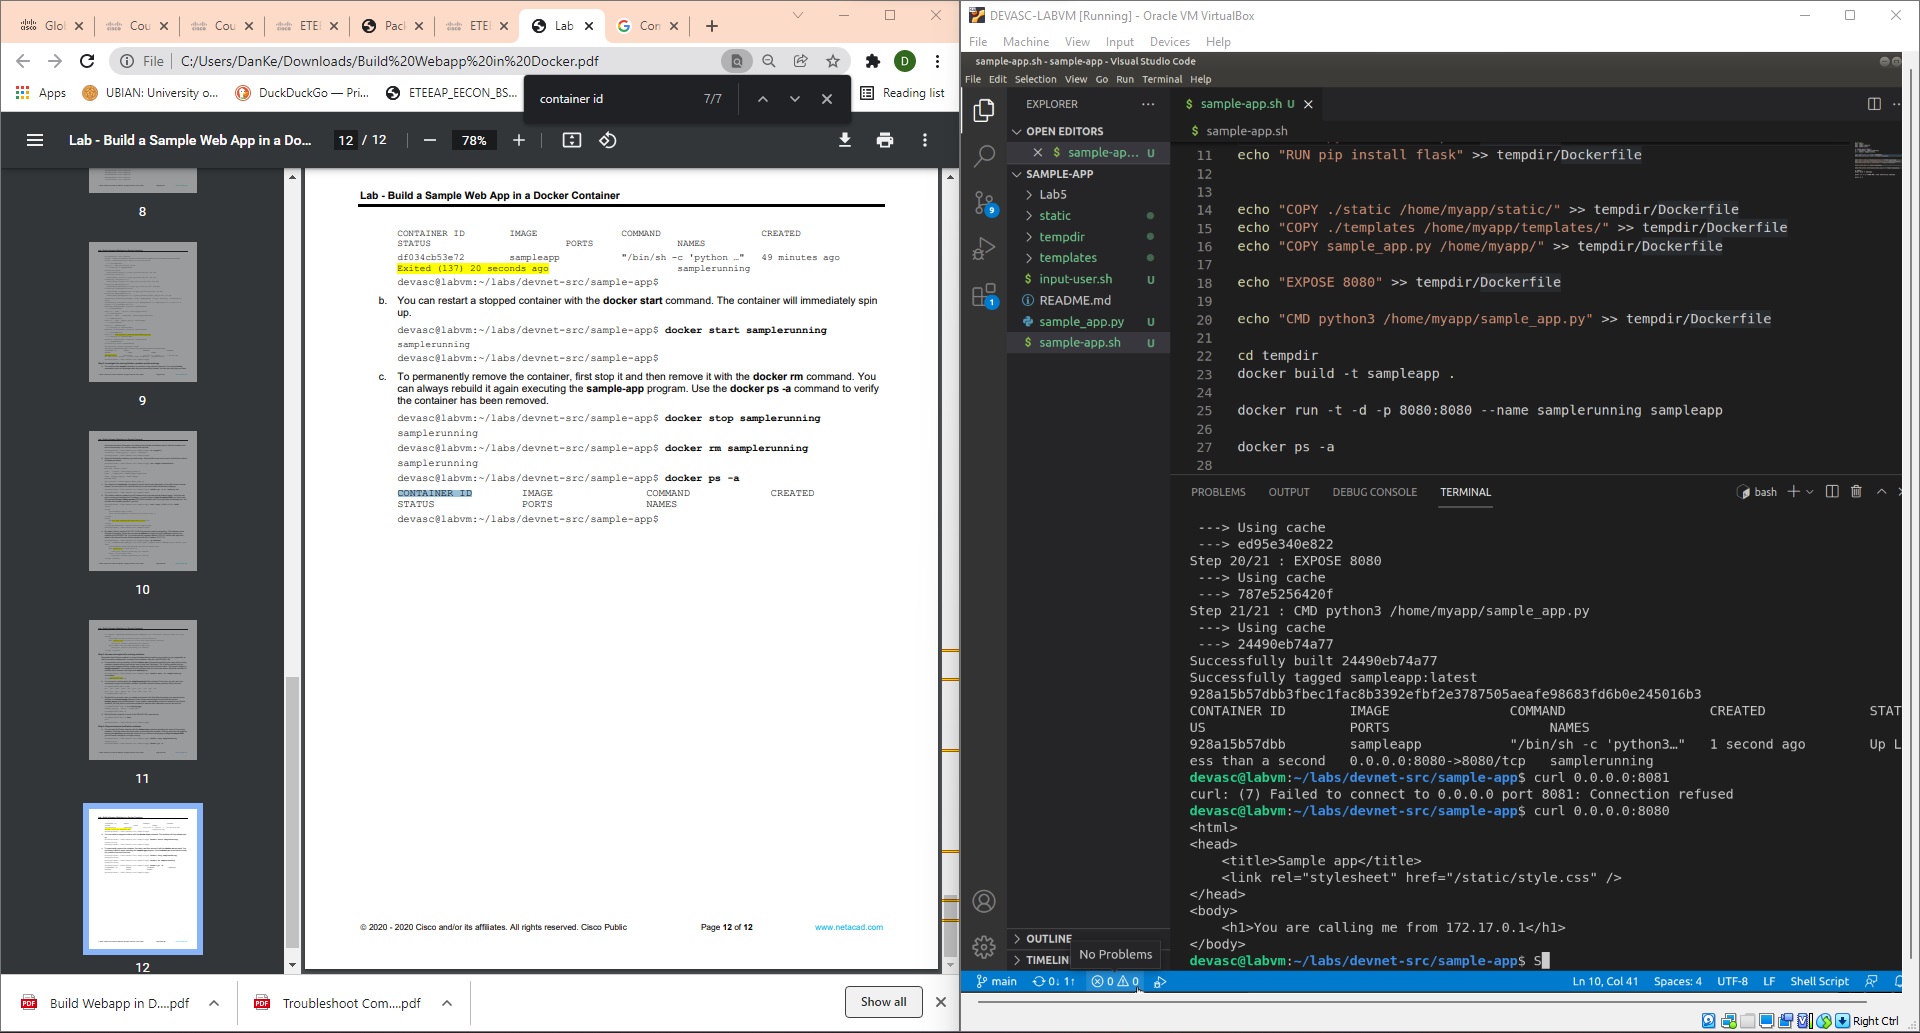 Glol
Cou
Cou
ETEI
Pack
ETEI
Lab
Con
File
C:/Users/DanKe/Downloads/Build%20Webapp%20in%20Docker.pdf
D
Apps
UBIAN: University o...
DuckDuckGo — Pri...
ETEEAP_EECON_BS...
Reading list
container id
7/7
Lab - Build a Sample Web App in a Do...
12 / 12
78%
8
9
10
11
12
Lab - Build a Sample Web App in a Docker Container
CONTAINER ID IMAGE COMMAND CREATED
STATUS PORTS NAMES
df034cb53e72 sampleapp "/bin/sh -c 'python …" 49 minutes ago
Exited (137) 20 seconds ago samplerunning
devasc@labvm:~/labs/devnet-src/sample-app$
b. You can restart a stopped container with the docker start command. The container will immediately spin
up.
devasc@labvm:~/labs/devnet-src/sample-app$ docker start samplerunning
samplerunning
devasc@labvm:~/labs/devnet-src/sample-app$
c. To permanently remove the container, first stop it and then remove it with the docker rm command. You
can always rebuild it again executing the sample-app program. Use the docker ps -a command to verify
the container has been removed.
devasc@labvm:~/labs/devnet-src/sample-app$ docker stop samplerunning
samplerunning
devasc@labvm:~/labs/devnet-src/sample-app$ docker rm samplerunning
samplerunning
devasc@labvm:~/labs/devnet-src/sample-app$ docker ps -a
CONTAINER ID IMAGE COMMAND CREATED
STATUS PORTS NAMES
devasc@labvm:~/labs/devnet-src/sample-app$
© 2020 - 2020 Cisco and/or its affiliates. All rights reserved. Cisco Public
Page 12 of 12
www.netacad.com
Build Webapp in D....pdf
Troubleshoot Com....pdf
Show all
DEVASC-LABVM [Running] - Oracle VM VirtualBox
File Machine View Input Devices Help
sample-app.sh - sample-app - Visual Studio Code
File Edit Selection View Go Run Terminal Help
EXPLORER
OPEN EDITORS
$ sample-ap... U
SAMPLE-APP
Lab5
static
tempdir
templates
$ input-user.sh U
README.md
sample_app.py U
$ sample-app.sh U
OUTLINE
TIMELIN
No Problems
9
1
$ sample-app.sh U
$ sample-app.sh
11 echo "RUN pip install flask" >> tempdir/Dockerfile
12
13
14 echo "COPY ./static /home/myapp/static/" >> tempdir/Dockerfile
15 echo "COPY ./templates /home/myapp/templates/" >> tempdir/Dockerfile
16 echo "COPY sample_app.py /home/myapp/" >> tempdir/Dockerfile
17
18 echo "EXPOSE 8080" >> tempdir/Dockerfile
19
20 echo "CMD python3 /home/myapp/sample_app.py" >> tempdir/Dockerfile
21
22 cd tempdir
23 docker build -t sampleapp .
24
25 docker run -t -d -p 8080:8080 --name samplerunning sampleapp
26
27 docker ps -a
28
PROBLEMS OUTPUT DEBUG CONSOLE TERMINAL
bash
---> Using cache
---> ed95e340e822
Step 20/21 : EXPOSE 8080
---> Using cache
---> 787e5256420f
Step 21/21 : CMD python3 /home/myapp/sample_app.py
---> Using cache
---> 24490eb74a77
Successfully built 24490eb74a77
Successfully tagged sampleapp:latest
928a15b57dbb3fbec1fac8b3392efbf2e3787505aeafe98683fd6b0e245016b3
CONTAINER ID IMAGE COMMAND CREATED STAT
US PORTS NAMES
928a15b57dbb sampleapp "/bin/sh -c 'python3…" 1 second ago Up L
ess than a second 0.0.0.0:8080->8080/tcp samplerunning
devasc@labvm:~/labs/devnet-src/sample-app$ curl 0.0.0.0:8081
curl: (7) Failed to connect to 0.0.0.0 port 8081: Connection refused
devasc@labvm:~/labs/devnet-src/sample-app$ curl 0.0.0.0:8080
<html>
<head>
<title>Sample app</title>
<link rel="stylesheet" href="/static/style.css" />
</head>
<body>
<h1>You are calling me from 172.17.0.1</h1>
</body>
devasc@labvm:~/labs/devnet-src/sample-app$ S
main 0↓ 1↑ 0 0
Ln 10, Col 41 Spaces: 4 UTF-8 LF Shell Script
Right Ctrl